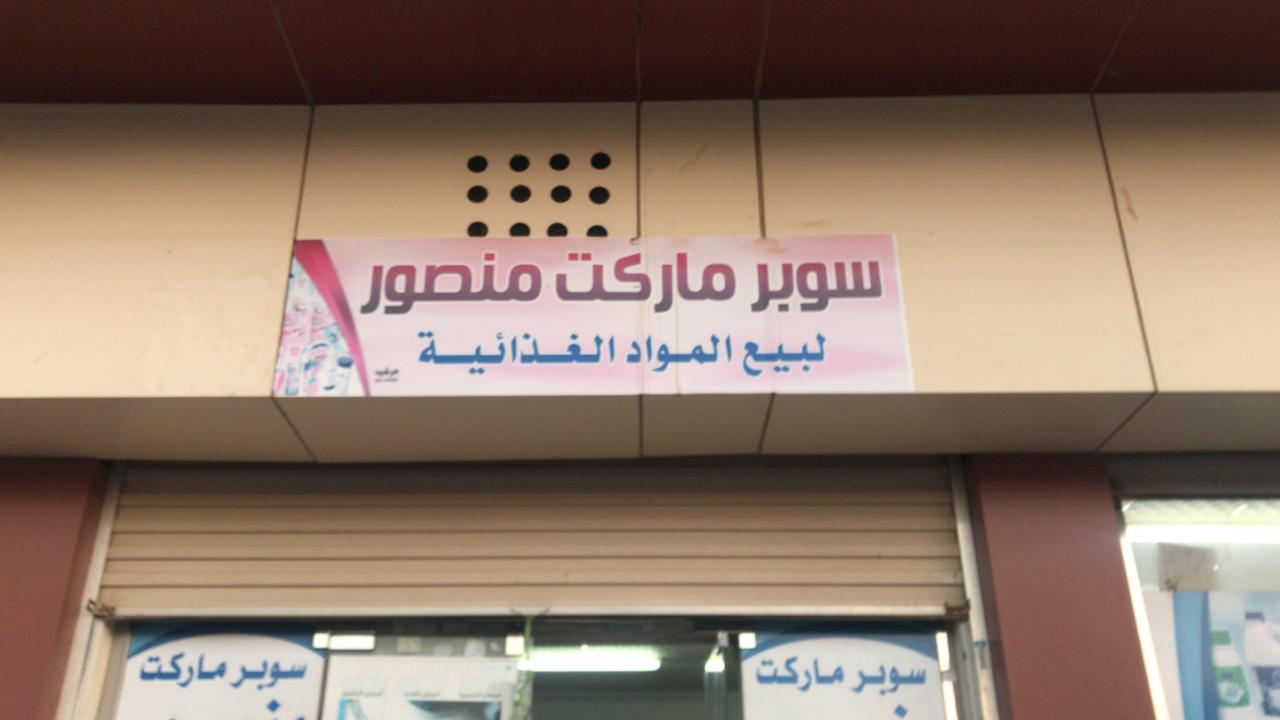 سوبر ماركت منصور
لبيع المواد الغذائية
سوبر ماركت
سوبر ماركت